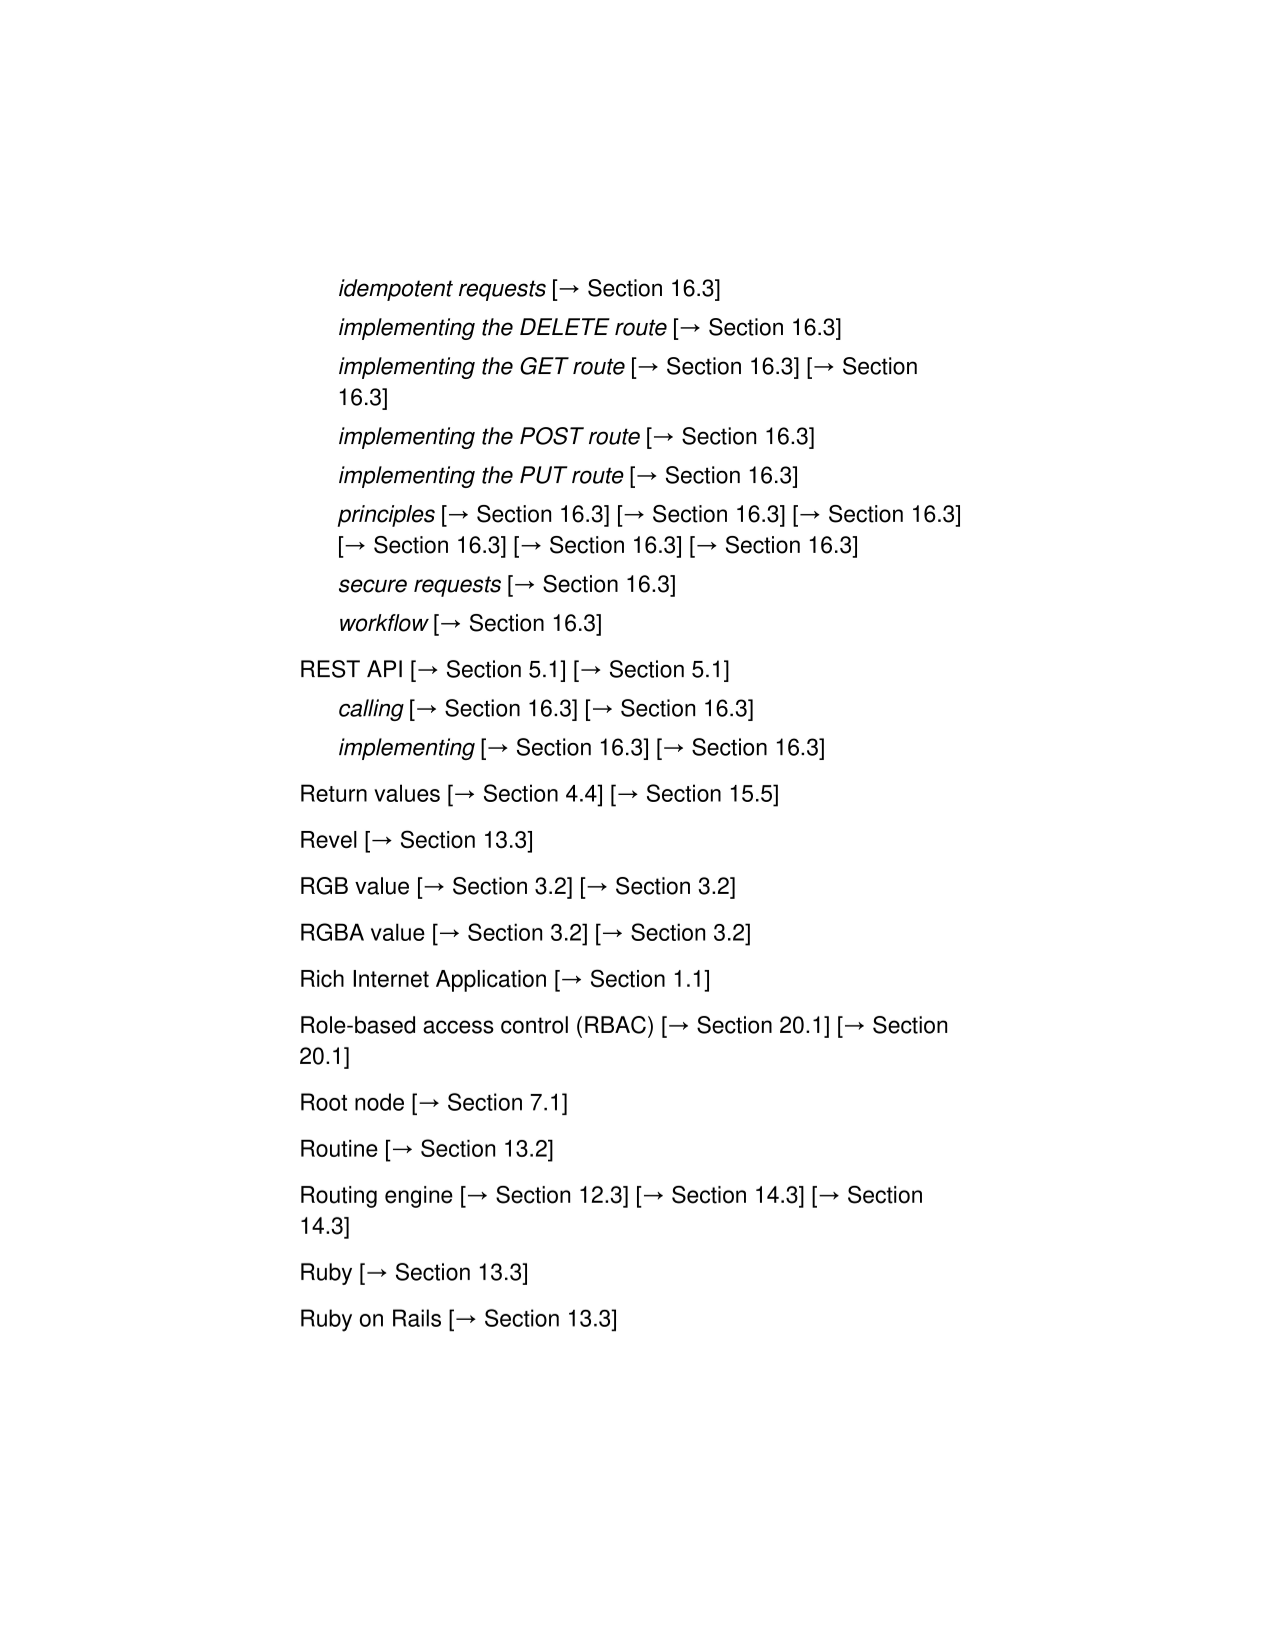 idempotent requests [→ Section 16.3]
implementing the DELETE route [→ Section 16.3]
implementing the GET route [→ Section 16.3] [→ Section
16.3]
implementing the POST route [→ Section 16.3]
implementing the PUT route [→ Section 16.3]
principles [→ Section 16.3] [→ Section 16.3] [→ Section 16.3]
[→ Section 16.3] [→ Section 16.3] [→ Section 16.3]
secure requests [→ Section 16.3]
workflow [→ Section 16.3]
REST API [→ Section 5.1] [→ Section 5.1]
calling [→ Section 16.3] [→ Section 16.3]
implementing [→ Section 16.3] [→ Section 16.3]
Return values [→ Section 4.4] [→ Section 15.5]
Revel [→ Section 13.3]
RGB value [→ Section 3.2] [→ Section 3.2]
RGBA value [→ Section 3.2] [→ Section 3.2]
Rich Internet Application [→ Section 1.1]
Role-based access control (RBAC) [→ Section 20.1] [→ Section
20.1]
Root node [→ Section 7.1]
Routine [→ Section 13.2]
Routing engine [→ Section 12.3] [→ Section 14.3] [→ Section
14.3]
Ruby [→ Section 13.3]
Ruby on Rails [→ Section 13.3]